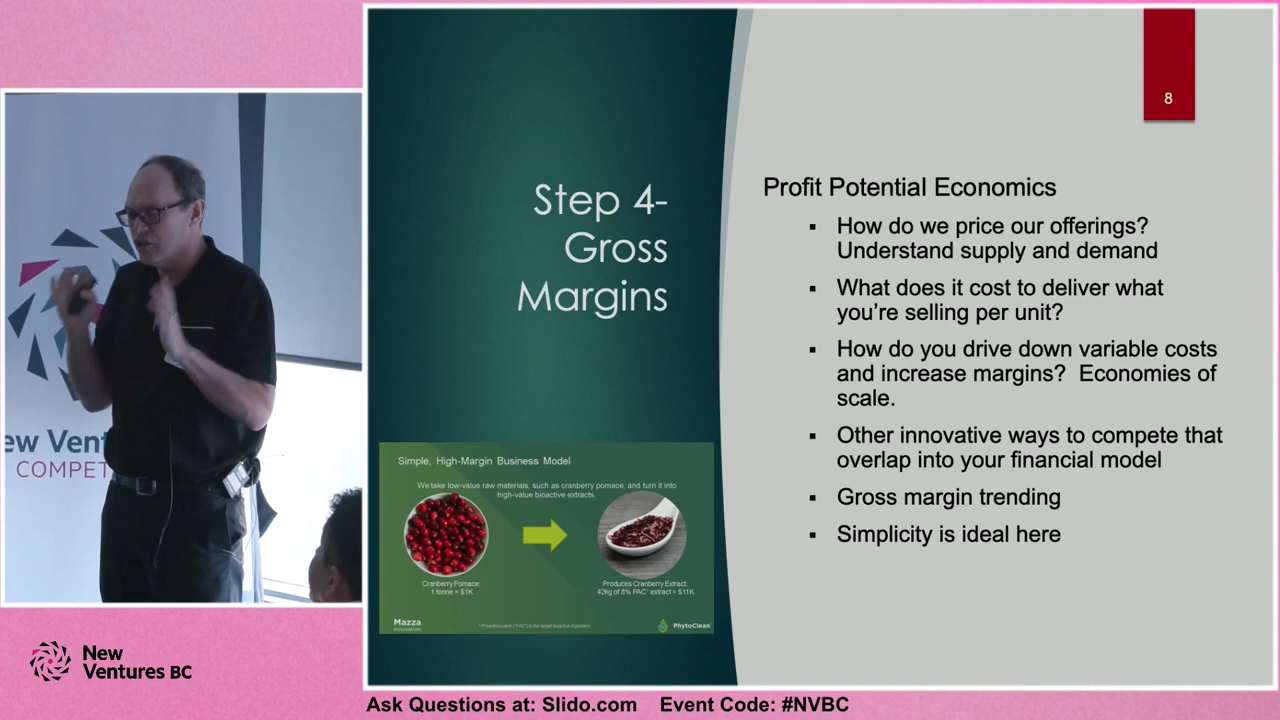 8
Step 4-
Gross
Margins
Profit Potential Economics
▪ How do we price our offerings?
Understand supply and demand
▪ What does it cost to deliver what
you’re selling per unit?
▪ How do you drive down variable costs
and increase margins?  Economies of
scale.
▪ Other innovative ways to compete that
overlap into your financial model
▪ Gross margin trending
▪ Simplicity is ideal here
Simple, High-Margin Business Model
We take low-value raw materials, such as cranberry pomace, and turn it into
high-value bioactive extracts.
Cranberry Pomace:
1 tonne = $1K
Produces Cranberry Extract:
42kg of 8% PAC¹ extract = $11K
Mazza
innovation
PhytoClean
ew Vent
COMPET
New
Ventures BC
Ask Questions at: Slido.com Event Code: #NVBC